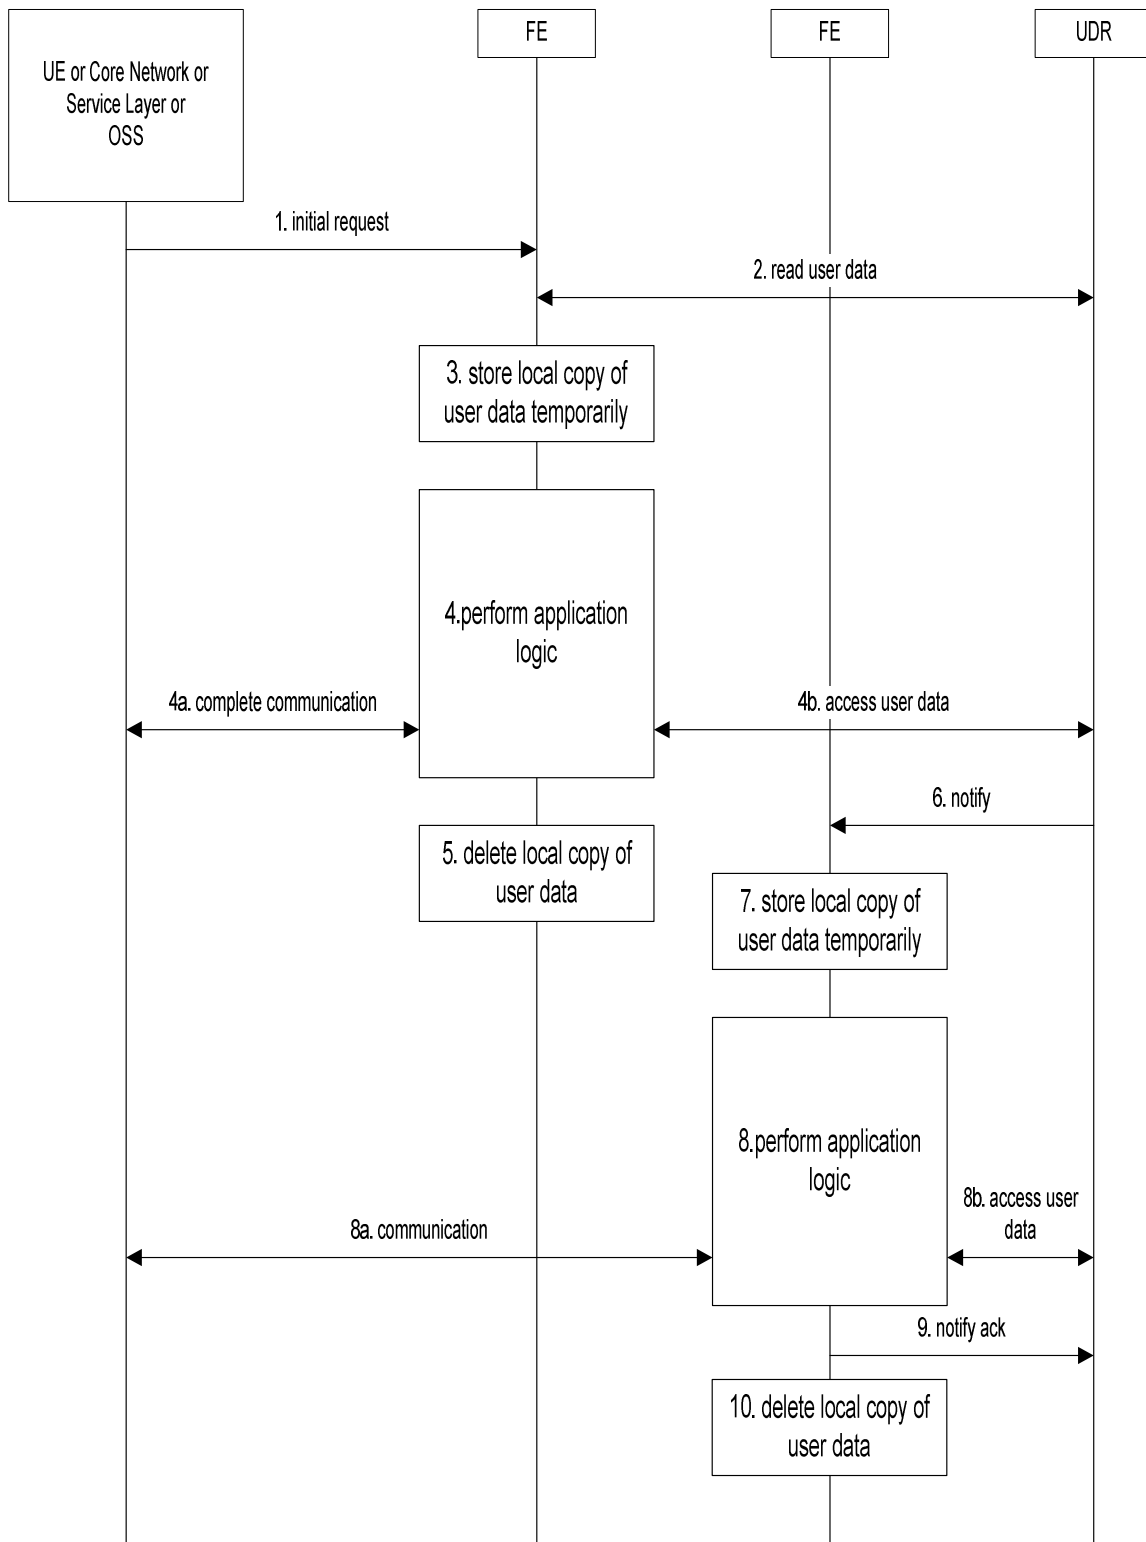 UE or Core Network or
Service Layer or
OSS
FE
FE
UDR
1. initial request
2. read user data
3. store local copy of
user data temporarily
4.perform application
logic
4a. complete communication
4b. access user data
6. notify
5. delete local copy of
user data
7. store local copy of
user data temporarily
8.perform application
logic
8a. communication
8b. access user
data
9. notify ack
10. delete local copy of
user data